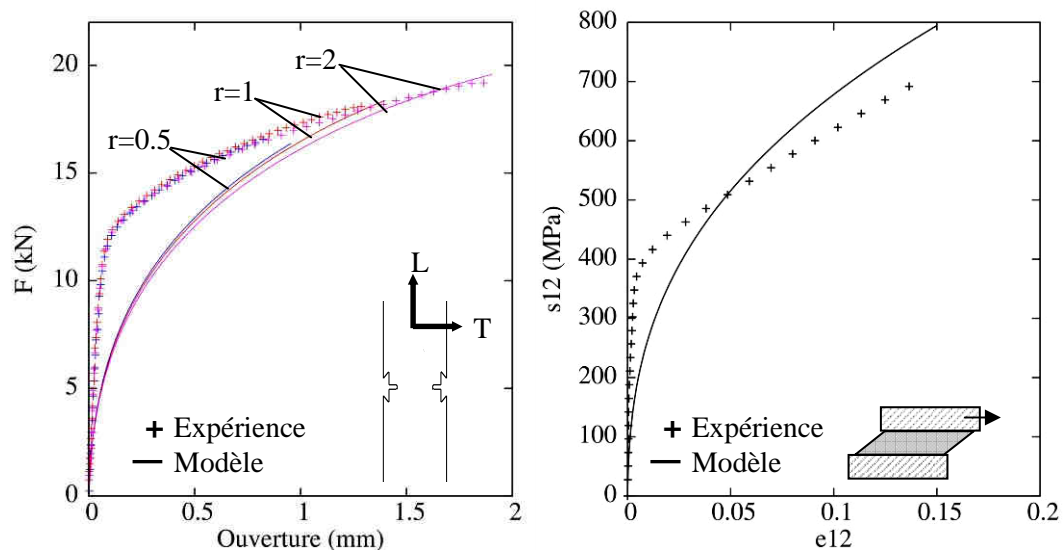 20
15
10
5
0
F (kN)
r=2
r=1
r=0.5
L
T
+ Expérience
Modèle
0
0.5
1
1.5
2
Ouverture (mm)
800
700
600
500
400
300
200
100
0
s12 (MPa)
+ Expérience
Modèle
0
0.05
0.1
0.15
0.2
e12